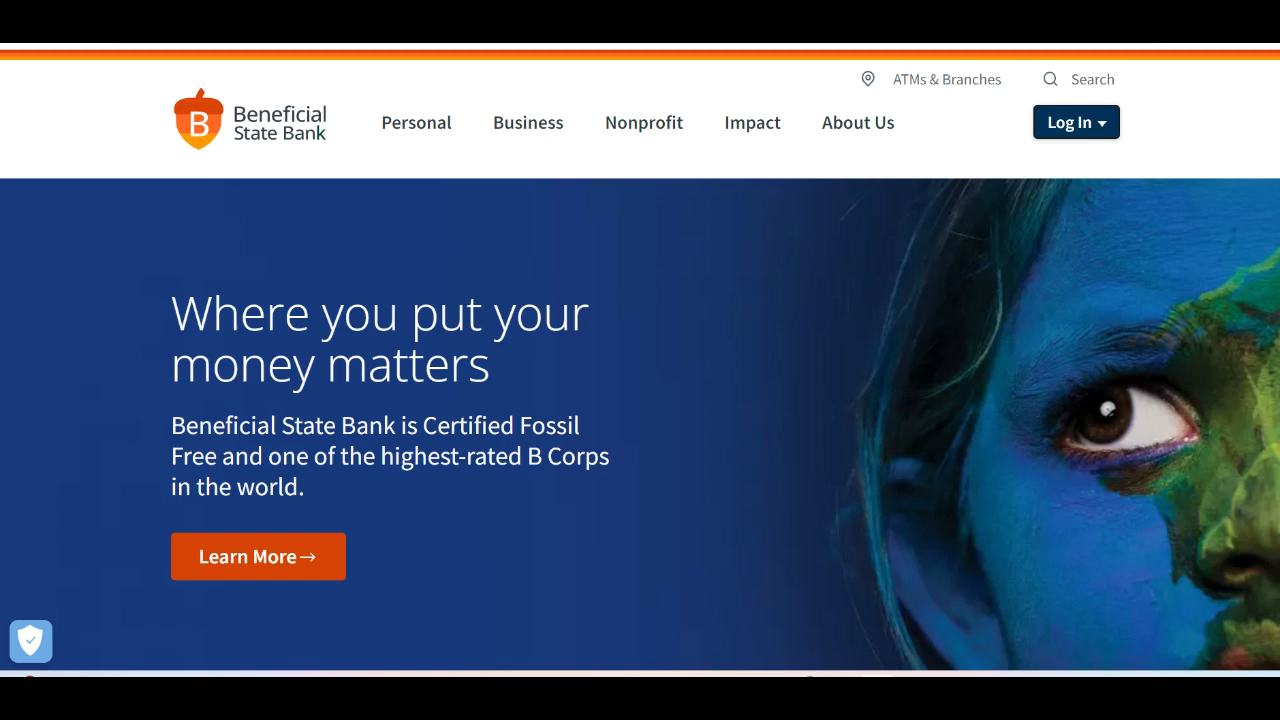 ATMs & Branches
Search
B
Beneficial
State Bank
Personal
Business
Nonprofit
Impact
About Us
Log In
Where you put your
money matters
Beneficial State Bank is Certified Fossil
Free and one of the highest-rated B Corps
in the world.
Learn More→